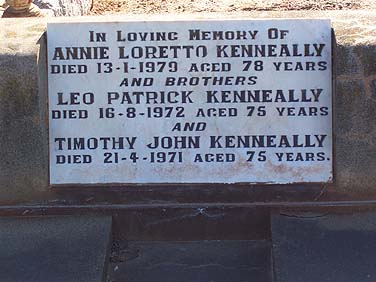 In Loving Memory Of
ANNIE LORETTO KENNEALLY
DIED 13-1-1979 AGED 78 YEARS
AND BROTHERS
LEO PATRICK KENNEALLY
DIED 16-8-1972 AGED 75 YEARS
AND
TIMOTHY JOHN KENNEALLY
DIED 21-4-1971 AGED 75 YEARS.